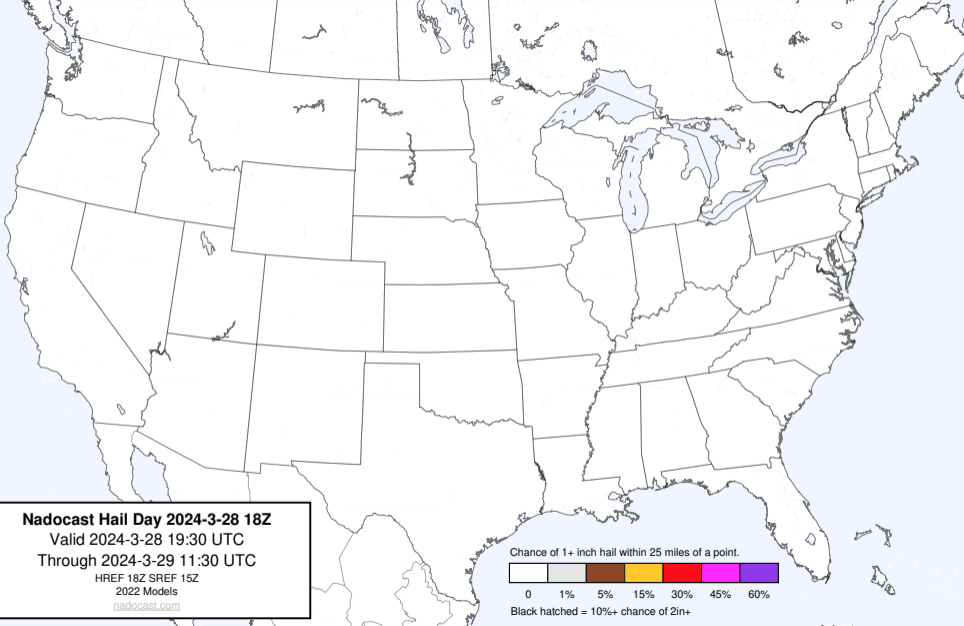 Nadocast Hail Day 2024-3-28 18Z
Valid 2024-3-28 19:30 UTC
Through 2024-3-29 11:30 UTC
HREF 18Z SREF 15Z
2022 Models
nadocast.com
Chance of 1+ inch hail within 25 miles of a point.
0 1% 5% 15% 30% 45% 60%
Black hatched = 10%+ chance of 2in+